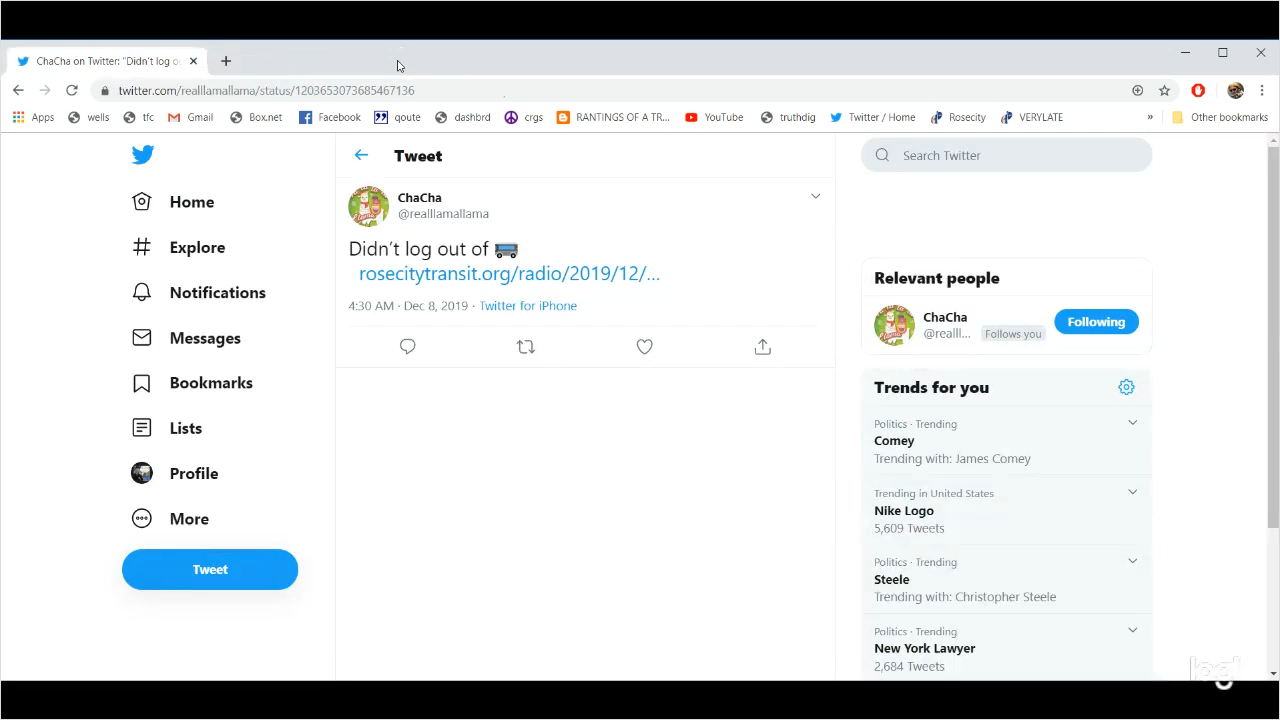 ChaCha on Twitter: "Didn't log ou
twitter.com/realllamallama/status/1203653073685467136
Apps wells tfc Gmail Box.net Facebook qoute dashbrd crgs RANTINGS OF A TR... YouTube truthdig Twitter / Home Rosecity VERYLATE » Other bookmarks
Home
Explore
Notifications
Messages
Bookmarks
Lists
Profile
More
Tweet
Tweet
ChaCha
@realllamallama
Didn't log out of
rosecitytransit.org/radio/2019/12/...
4:30 AM · Dec 8, 2019 · Twitter for iPhone
Search Twitter
Relevant people
ChaCha
@realll... Follows you
Following
Trends for you
Politics · Trending
Comey
Trending with: James Comey
Trending in United States
Nike Logo
5,609 Tweets
Politics · Trending
Steele
Trending with: Christopher Steele
Politics · Trending
New York Lawyer
2,684 Tweets